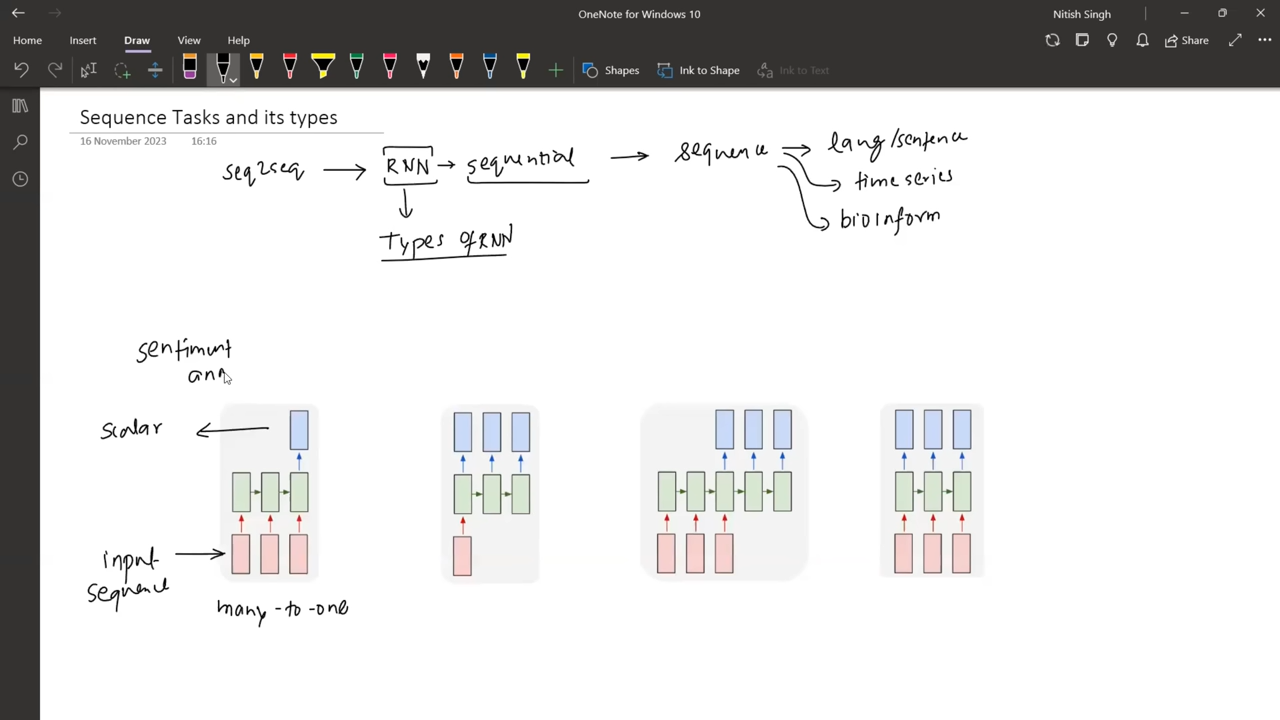 OneNote for Windows 10
Nitish Singh
Home Insert Draw View Help
Share
Shapes Ink to Shape Ink to Text
Sequence Tasks and its types
16 November 2023 16:16
seq2seq RNN sequential sequence lang/sentence
time series
bioinform
Types of RNN
sentiment
ana
scalar
input
sequence
many-to-one